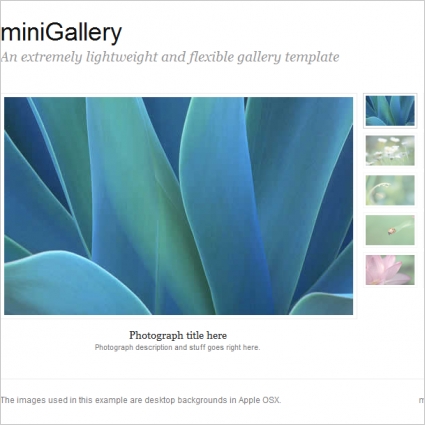 miniGallery
An extremely lightweight and flexible gallery template
Photograph title here
Photograph description and stuff goes right here.
The images used in this example are desktop backgrounds in Apple OSX.